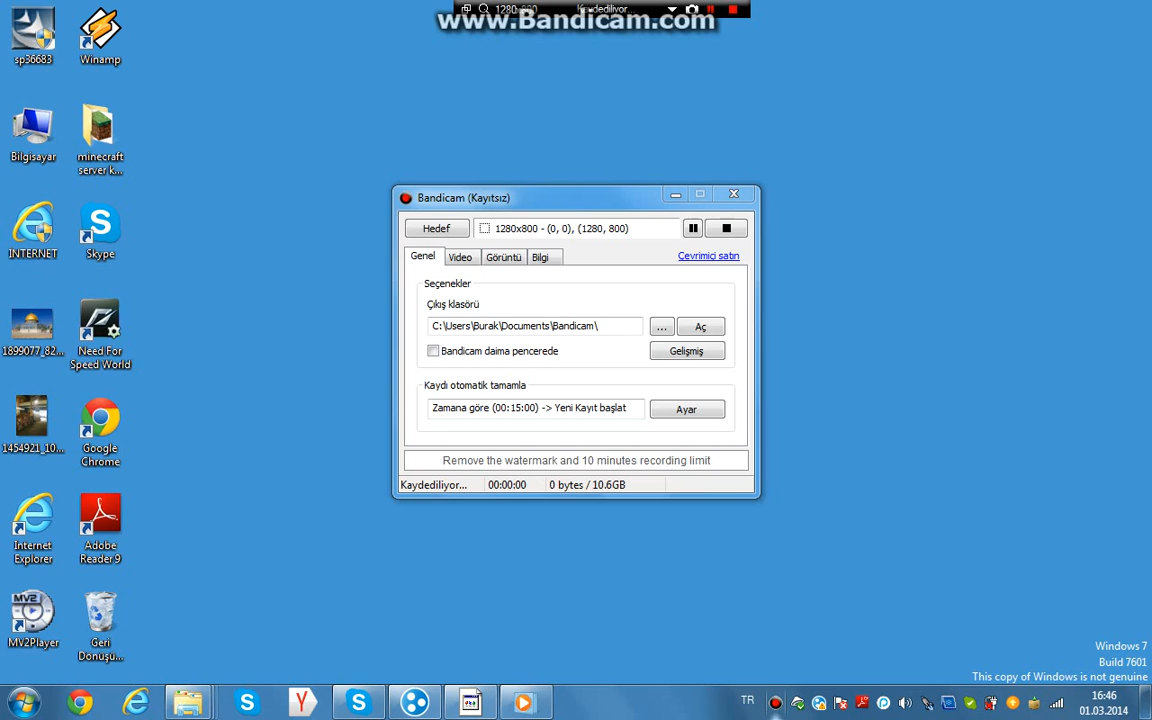 1280x800 Kaydediliyor...
www.Bandicam.com
sp36683
Winamp
Bilgisayar
minecraft
server k...
INTERNET
Skype
1899077_82...
Need For
Speed World
1454921_10...
Google
Chrome
Internet
Explorer
Adobe
Reader 9
MV2
MV2Player
Geri
Dönüşü...
Bandicam (Kayıtsız)
Hedef
1280x800 - (0, 0), (1280, 800)
Genel Video Görüntü Bilgi
Çevrimiçi satın
Seçenekler
Çıkış klasörü
C:\Users\Burak\Documents\Bandicam\
... Aç
Bandicam daima pencerede
Gelişmiş
Kaydı otomatik tamamla
Zamana göre (00:15:00) -> Yeni Kayıt başlat
Ayar
Remove the watermark and 10 minutes recording limit
Kaydediliyor... 00:00:00 0 bytes / 10.6GB
Windows 7
Build 7601
This copy of Windows is not genuine
TR
16:46
01.03.2014